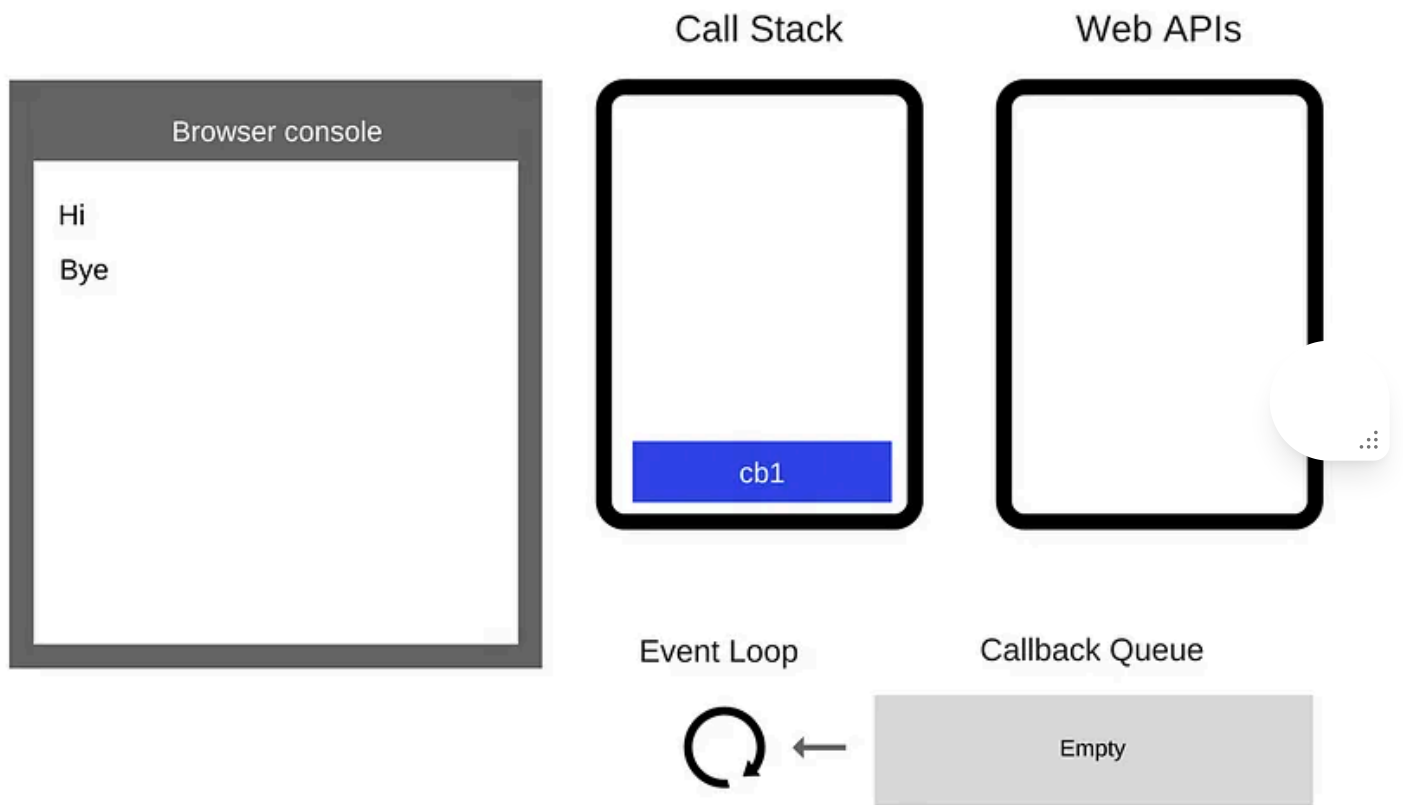 Call Stack
Web APIs
Browser console
Hi
Bye
cb1
Event Loop
Callback Queue
Empty